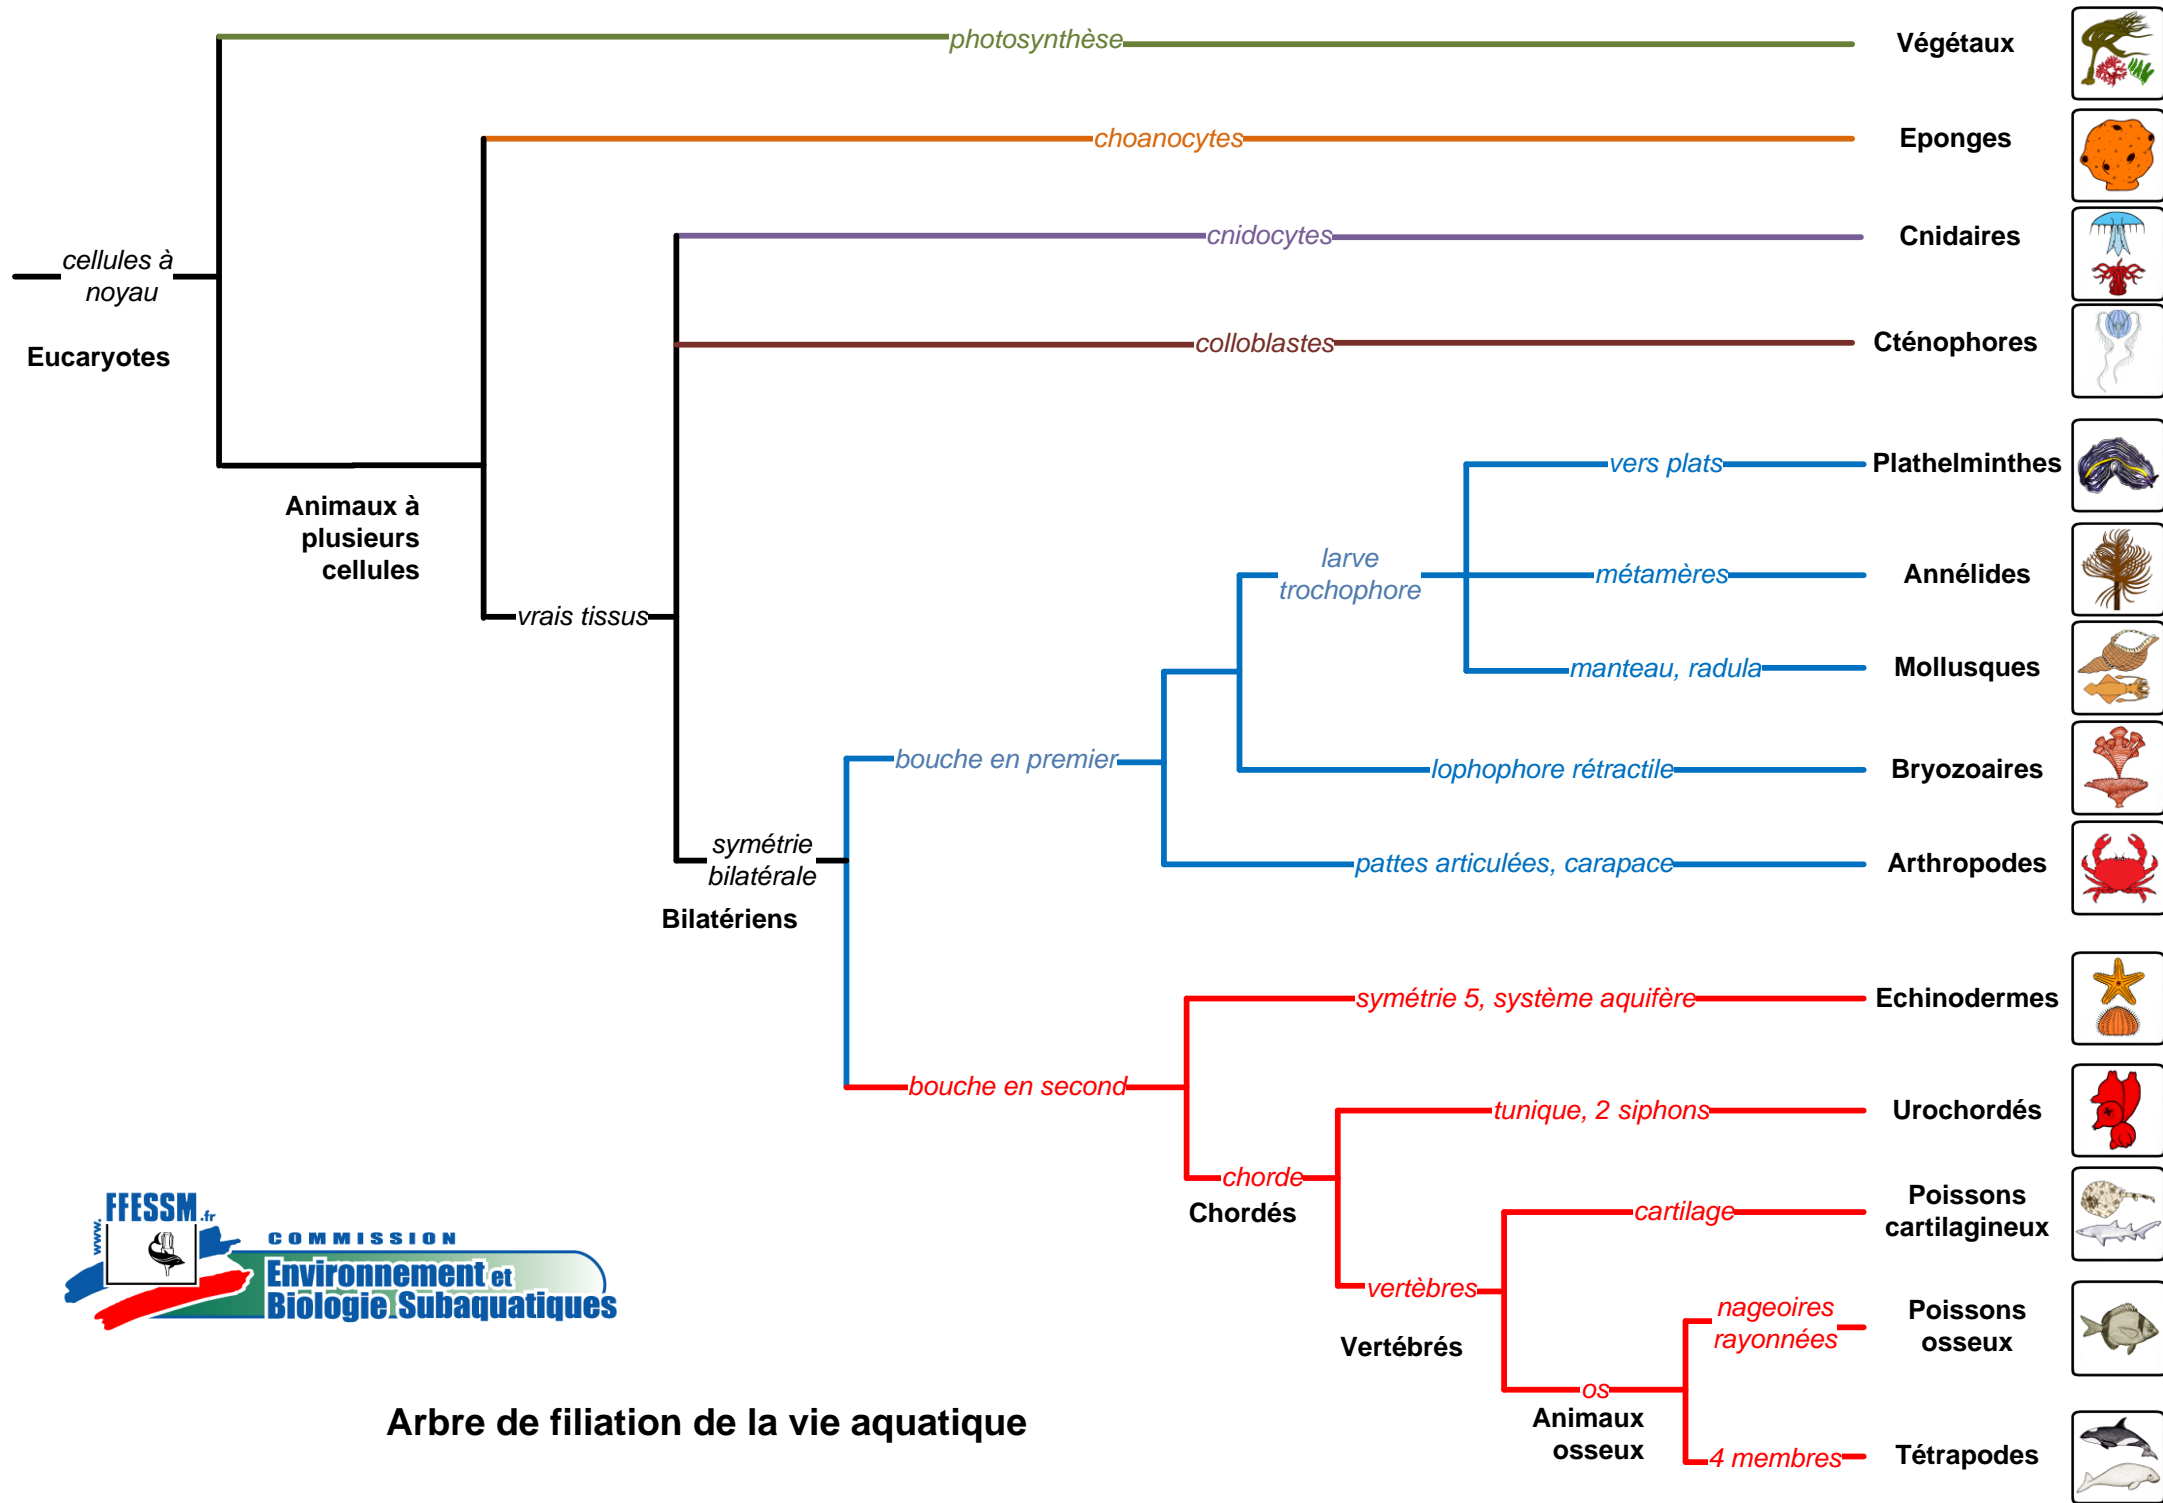 photosynthèse
Végétaux
choanocytes
Eponges
cnidocytes
Cnidaires
cellules à
noyau
Eucaryotes
colloblastes
Cténophores
vers plats
Plathelminthes
Animaux à
plusieurs
cellules
larve
trochophore
métamères
Annélides
vrais tissus
manteau, radula
Mollusques
bouche en premier
lophophore rétractile
Bryozoaires
symétrie
bilatérale
Bilatériens
pattes articulées, carapace
Arthropodes
symétrie 5, système aquifère
Echinodermes
bouche en second
tunique, 2 siphons
Urochordés
chorde
Chordés
cartilage
Poissons
cartilagineux
vertèbres
Vertébrés
nageoires
rayonnées
Poissons
osseux
os
Animaux
osseux
4 membres
Tétrapodes
www.FFESSM.fr
COMMISSION
Environnement et
Biologie Subaquatiques
Arbre de filiation de la vie aquatique